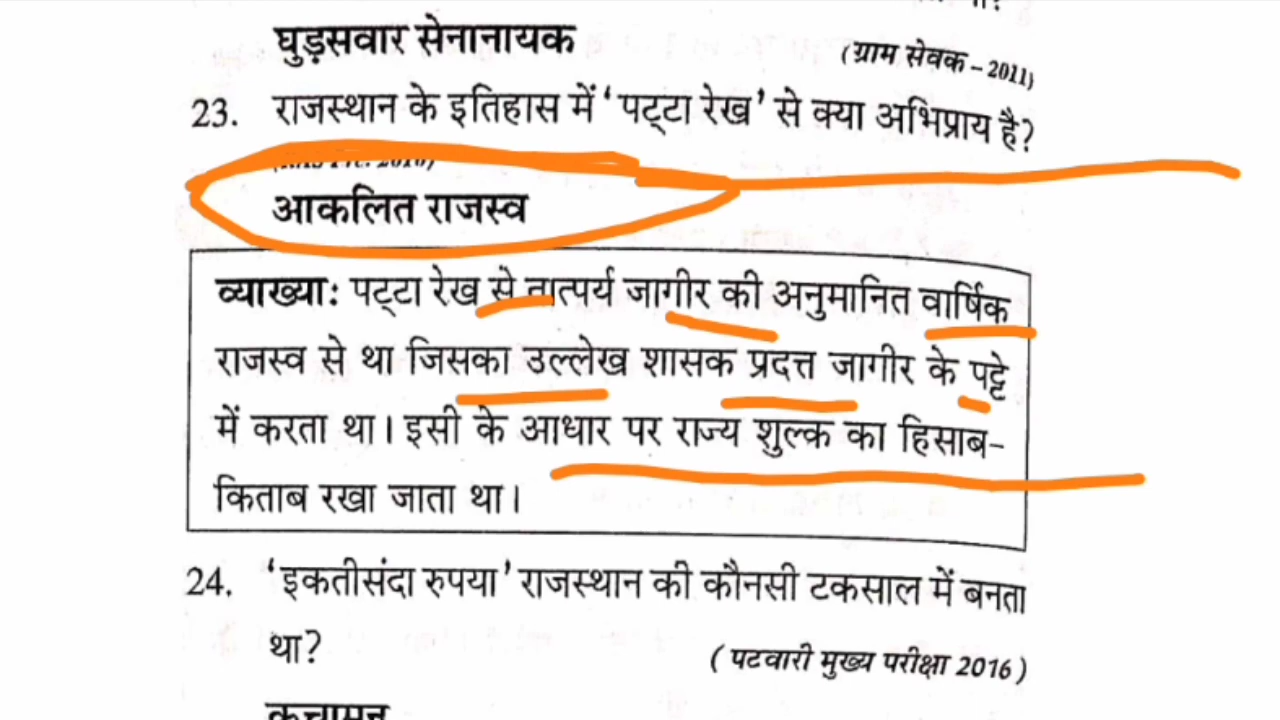 घुड़सवार सेनानायक
(ग्राम सेवक – 2011)
23. राजस्थान के इतिहास में ‘पट्टा रेख’ से क्या अभिप्राय है?
आकलित राजस्व
व्याख्या: पट्टा रेख से तात्पर्य जागीर की अनुमानित वार्षिक
राजस्व से था जिसका उल्लेख शासक प्रदत्त जागीर के पट्टे
में करता था। इसी के आधार पर राज्य शुल्क का हिसाब–
किताब रखा जाता था।
24. ‘इकतीसंदा रुपया’ राजस्थान की कौनसी टकसाल में बनता
था?
( पटवारी मुख्य परीक्षा 2016 )
कुचामन